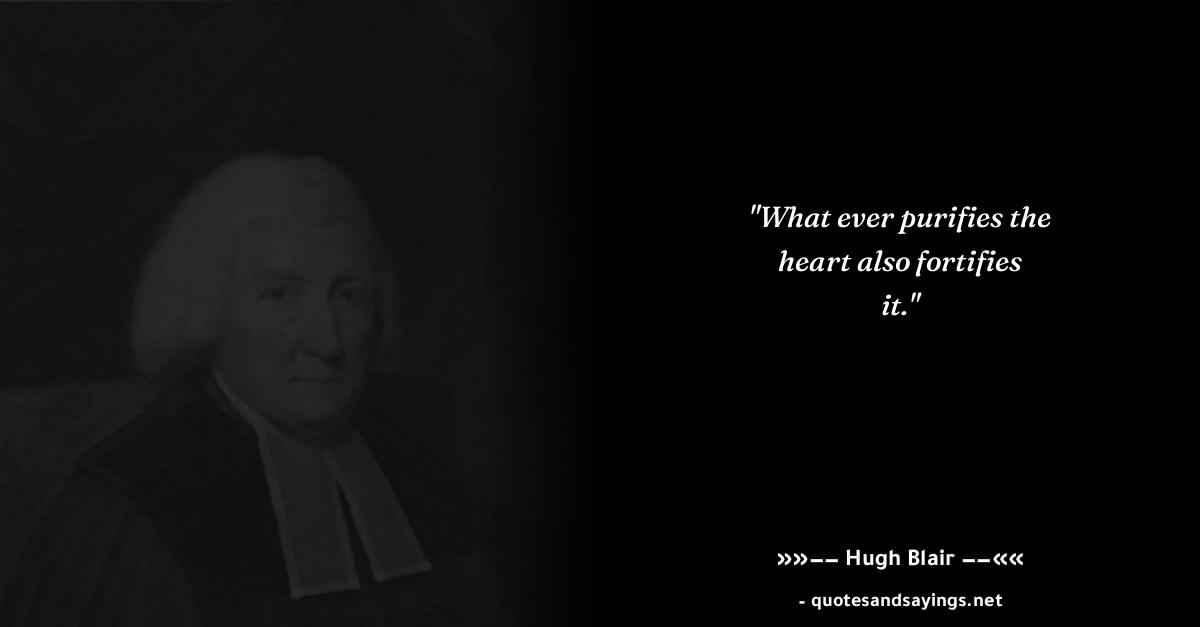 "What ever purifies the
heart also fortifies
it."
»»−− Hugh Blair −−««
- quotesandsayings.net